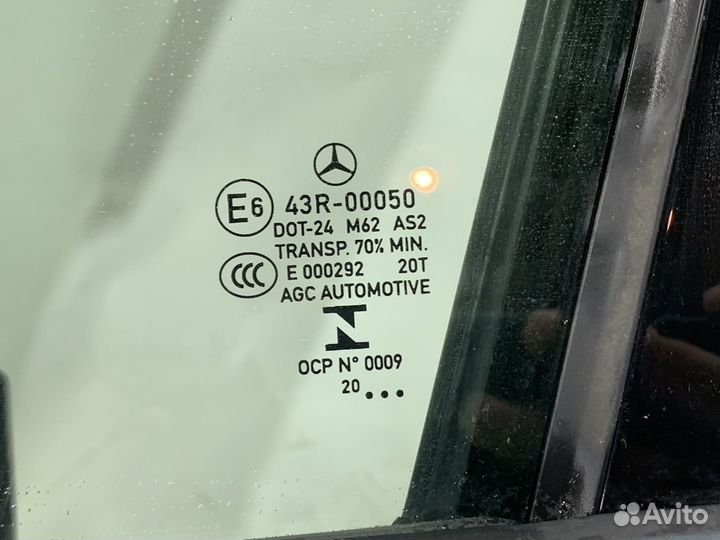 E6 43R-00050
DOT-24 M62 AS2
TRANSP. 70% MIN.
CCC E 000292 20T
AGC AUTOMOTIVE
N
OCP N° 0009
20 ...
Avito